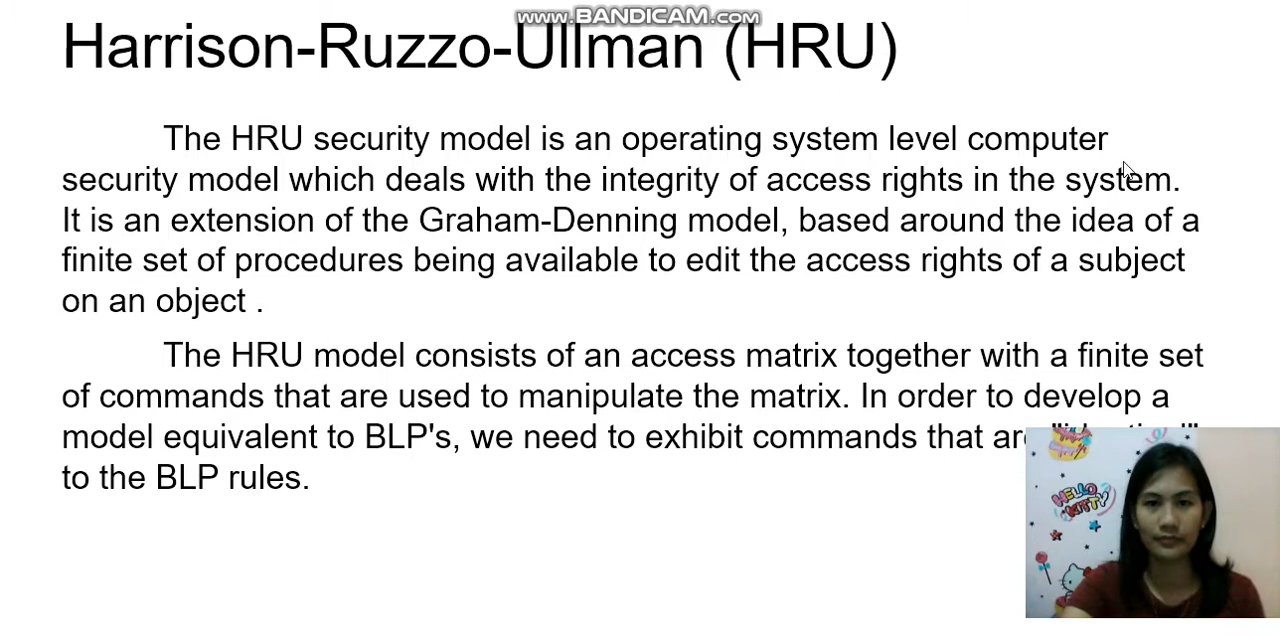 www.BANDICAM.com
Harrison-Ruzzo-Ullman (HRU)
The HRU security model is an operating system level computer
security model which deals with the integrity of access rights in the system.
It is an extension of the Graham-Denning model, based around the idea of a
finite set of procedures being available to edit the access rights of a subject
on an object .
The HRU model consists of an access matrix together with a finite set
of commands that are used to manipulate the matrix. In order to develop a
model equivalent to BLP's, we need to exhibit commands that are
to the BLP rules.
HELLO
KITTY